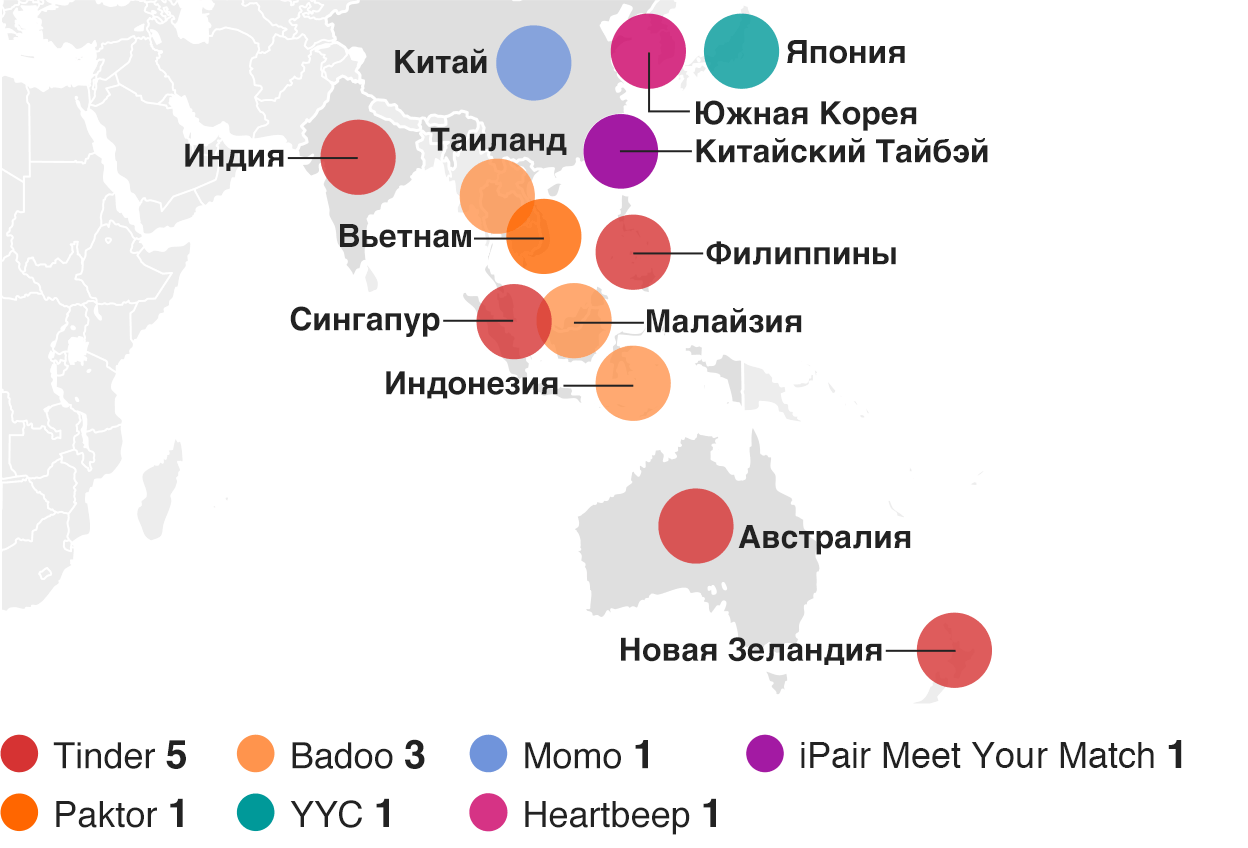 Китай
Япония
Южная Корея
Таиланд
Индия
Китайский Тайбэй
Вьетнам
Филиппины
Сингапур
Малайзия
Индонезия
Австралия
Новая Зеландия
Tinder 5
Badoo 3
Momo 1
iPair Meet Your Match 1
Paktor 1
YYC 1
Heartbeep 1